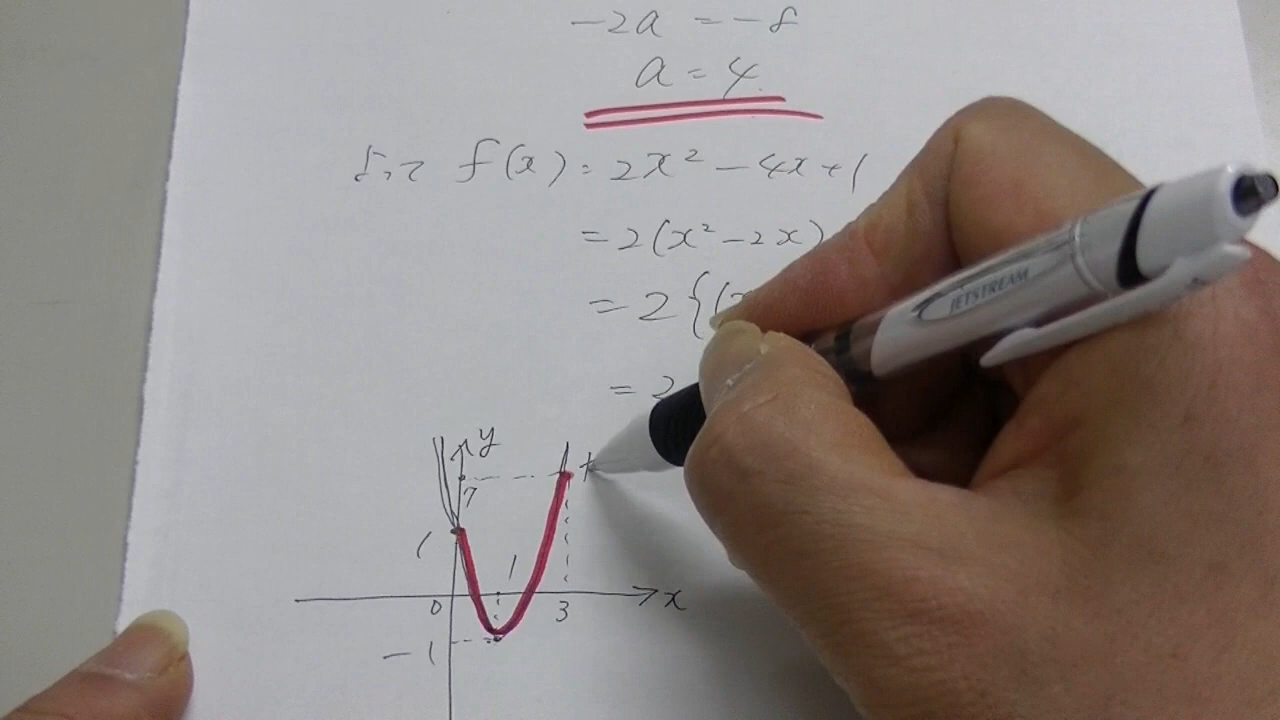 -2a = -8
a = 4
よって f(x) = 2x² - 4x + 1
= 2(x² - 2x)
= 2{(x
= 2
y
7
1
1
0
3
x
-1
JETSTREAM